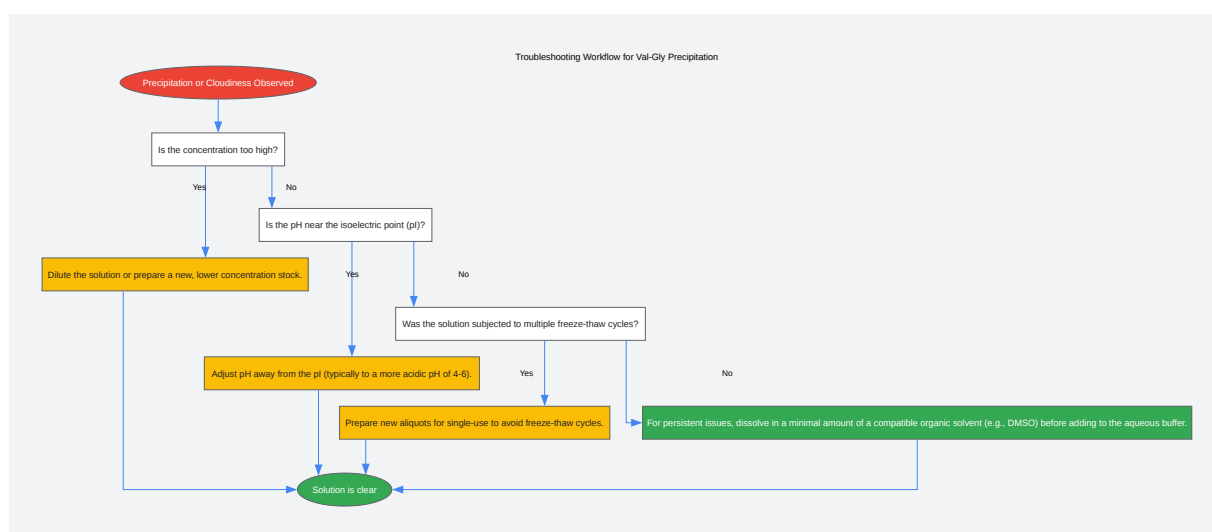 Troubleshooting Workflow for Val-Gly Precipitation
Precipitation or Cloudiness Observed
Is the concentration too high?
Yes
No
Is the pH near the isoelectric point (pI)?
Dilute the solution or prepare a new, lower concentration stock.
Yes
No
Was the solution subjected to multiple freeze-thaw cycles?
Adjust pH away from the pI (typically to a more acidic pH of 4-6).
Yes
No
Prepare new aliquots for single-use to avoid freeze-thaw cycles.
For persistent issues, dissolve in a minimal amount of a compatible organic solvent (e.g., DMSO) before adding to the aqueous buffer.
Solution is clear